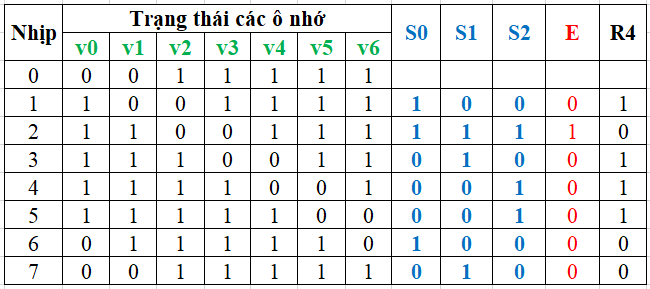 Nhịp Trạng thái các ô nhớ S0 S1 S2 E R4
v0 v1 v2 v3 v4 v5 v6
0 0 0 1 1 1 1 1
1 1 0 0 1 1 1 1 1 0 0 0 1
2 1 1 0 0 1 1 1 1 1 1 1 0
3 1 1 1 0 0 1 1 0 1 0 0 1
4 1 1 1 1 0 0 1 0 0 1 0 1
5 1 1 1 1 1 0 0 0 0 1 0 1
6 0 1 1 1 1 1 0 1 0 0 0 0
7 0 0 1 1 1 1 1 0 1 0 0 0